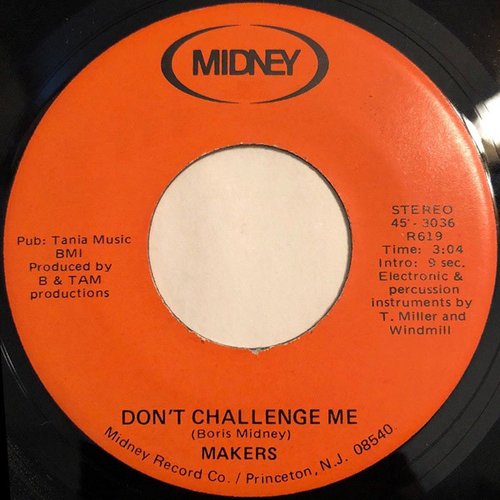 MIDNEY
Pub: Tania Music
BMI
Produced by
B & TAM
productions
STEREO
45 - 3036
R619
Time: 3:04
Intro: 9 sec.
Electronic &
percussion
instruments by
T. Miller and
Windmill
DON'T CHALLENGE ME
(Boris Midney)
MAKERS
Midney Record Co. / Princeton, N.J. 08540